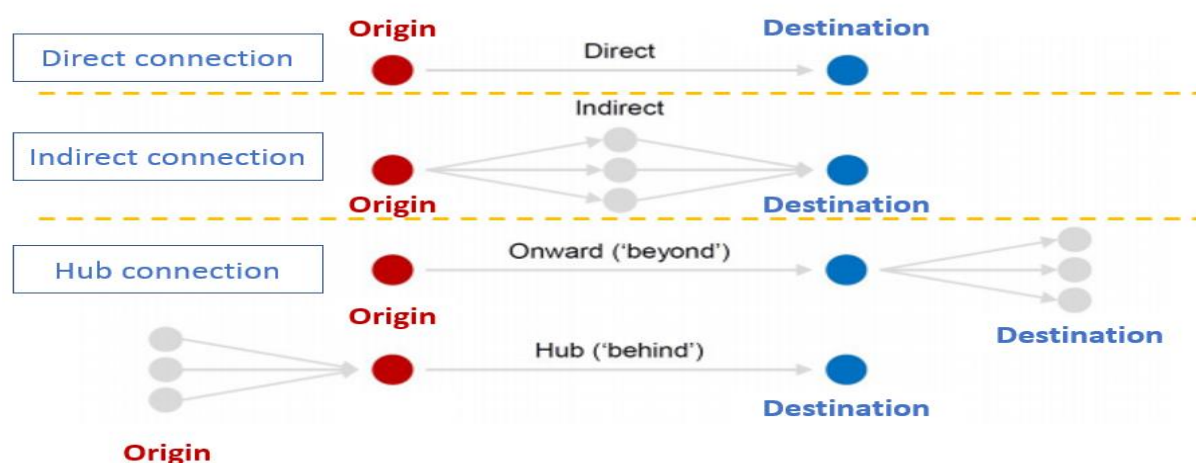 Origin
Destination
Direct connection
Direct
Indirect
Indirect connection
Origin
Destination
Hub connection
Onward (‘beyond’)
Origin
Destination
Hub (‘behind’)
Destination
Origin